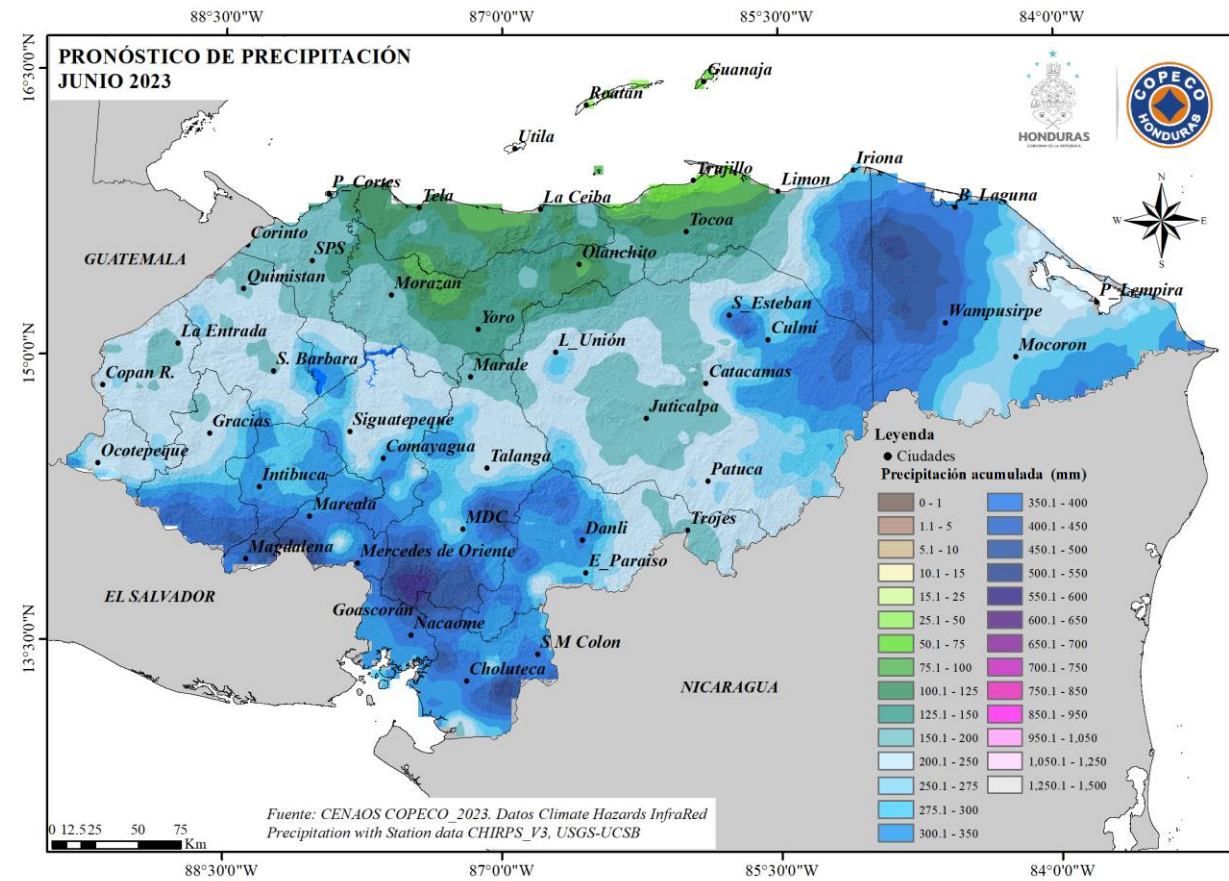 88°30'0"W 87°0'0"W 85°30'0"W 84°0'0"W
PRONÓSTICO DE PRECIPITACIÓN
JUNIO 2023
16°30'0"N
15°0'0"N
13°30'0"N
HONDURAS
GOBIERNO DE LA REPÚBLICA
COPECO
HONDURAS
N
W E
S
Guanaja
Roatan
Utila
Iriona
Trujillo
Limon
P_Cortes
Tela
La Ceiba
B_Laguna
Tocoa
Corinto
SPS
Olanchito
GUATEMALA
Quimistan
Morazan
P_Lempira
S_Esteban
Wampusirpe
Yoro
Culmí
La Entrada
L_Unión
Mocoron
S. Barbara
Marale
Copan R.
Catacamas
Juticalpa
Gracias
Siguatepeque
Comayagua
Ocotepeque
Talanga
Intibuca
Patuca
Mareala
MDC
Trojes
Danli
Magdalena
Mercedes de Oriente
E_Paraiso
EL SALVADOR
Goascorán
Nacaome
S M Colon
Choluteca
NICARAGUA
Leyenda
Ciudades
Precipitación acumulada (mm)
0 - 1
1.1 - 5
5.1 - 10
10.1 - 15
15.1 - 25
25.1 - 50
50.1 - 75
75.1 - 100
100.1 - 125
125.1 - 150
150.1 - 200
200.1 - 250
250.1 - 275
275.1 - 300
300.1 - 350
350.1 - 400
400.1 - 450
450.1 - 500
500.1 - 550
550.1 - 600
600.1 - 650
650.1 - 700
700.1 - 750
750.1 - 850
850.1 - 950
950.1 - 1,050
1,050.1 - 1,250
1,250.1 - 1,500
Fuente: CENAOS COPECO_2023. Datos Climate Hazards InfraRed
Precipitation with Station data CHIRPS_V3, USGS-UCSB
0 12.525 50 75
Km
88°30'0"W 87°0'0"W 85°30'0"W 84°0'0"W